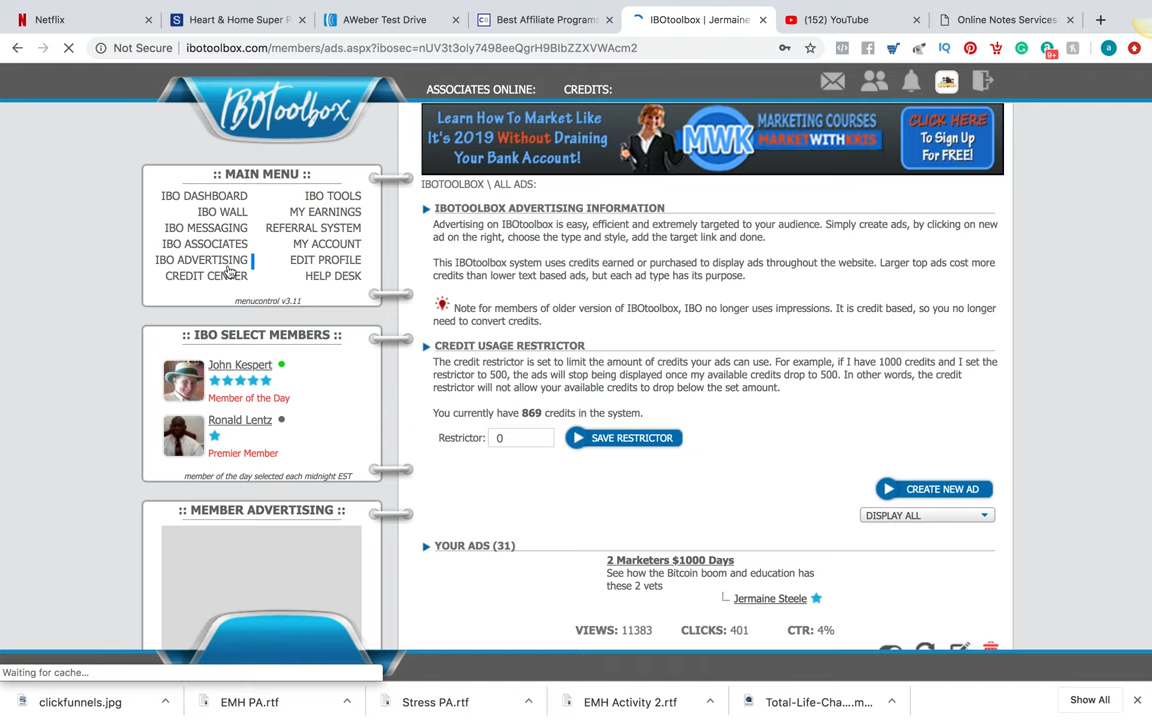 Netflix
Heart & Home Super P
AWeber Test Drive
Best Affiliate Programs
IBOtoolbox | Jermaine
(152) YouTube
Online Notes Services
Not Secure
ibotoolbox.com/members/ads.aspx?ibosec=nUV3t3oly7498eeQgrH9BIbZZXVWAcm2
9+
IBOToolbox
ASSOCIATES ONLINE:
CREDITS:
Learn How To Market Like
It's 2019 Without Draining
Your Bank Account!
MWK
MARKETING COURSES
MARKETWITHKRIS
CLICK HERE
To Sign Up
For FREE!
:: MAIN MENU ::
IBO DASHBOARD
IBO TOOLS
IBO WALL
MY EARNINGS
IBO MESSAGING
REFERRAL SYSTEM
IBO ASSOCIATES
MY ACCOUNT
IBO ADVERTISING
EDIT PROFILE
CREDIT CENTER
HELP DESK
menucontrol v3.11
:: IBO SELECT MEMBERS ::
John Kespert
Member of the Day
Ronald Lentz
Premier Member
member of the day selected each midnight EST
:: MEMBER ADVERTISING ::
IBOTOOLBOX \ ALL ADS:
IBOTOOLBOX ADVERTISING INFORMATION
Advertising on IBOtoolbox is easy, efficient and extremely targeted to your audience. Simply create ads, by clicking on new
ad on the right, choose the type and style, add the target link and done.
This IBOtoolbox system uses credits earned or purchased to display ads throughout the website. Larger top ads cost more
credits than lower text based ads, but each ad type has its purpose.
Note for members of older version of IBOtoolbox, IBO no longer uses impressions. It is credit based, so you no longer
need to convert credits.
CREDIT USAGE RESTRICTOR
The credit restrictor is set to limit the amount of credits your ads can use. For example, if I have 1000 credits and I set the
restrictor to 500, the ads will stop being displayed once my available credits drop to 500. In other words, the credit
restrictor will not allow your available credits to drop below the set amount.
You currently have 869 credits in the system.
Restrictor: 0
SAVE RESTRICTOR
CREATE NEW AD
DISPLAY ALL
YOUR ADS (31)
2 Marketers $1000 Days
See how the Bitcoin boom and education has
these 2 vets
Jermaine Steele
VIEWS: 11383 CLICKS: 401 CTR: 4%
Waiting for cache...
clickfunnels.jpg
EMH PA.rtf
Stress PA.rtf
EMH Activity 2.rtf
Total-Life-Cha....m...
Show All